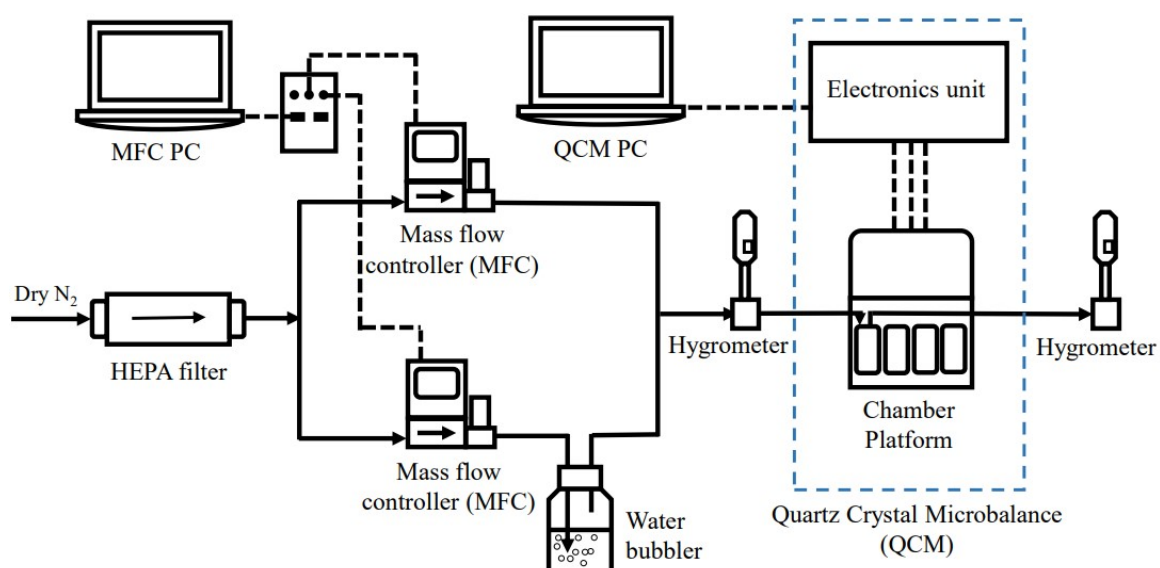 MFC PC
QCM PC
Electronics unit
Mass flow
controller (MFC)
Dry N₂
HEPA filter
Hygrometer
Hygrometer
Chamber
Platform
Mass flow
controller (MFC)
Water
bubbler
Quartz Crystal Microbalance
(QCM)